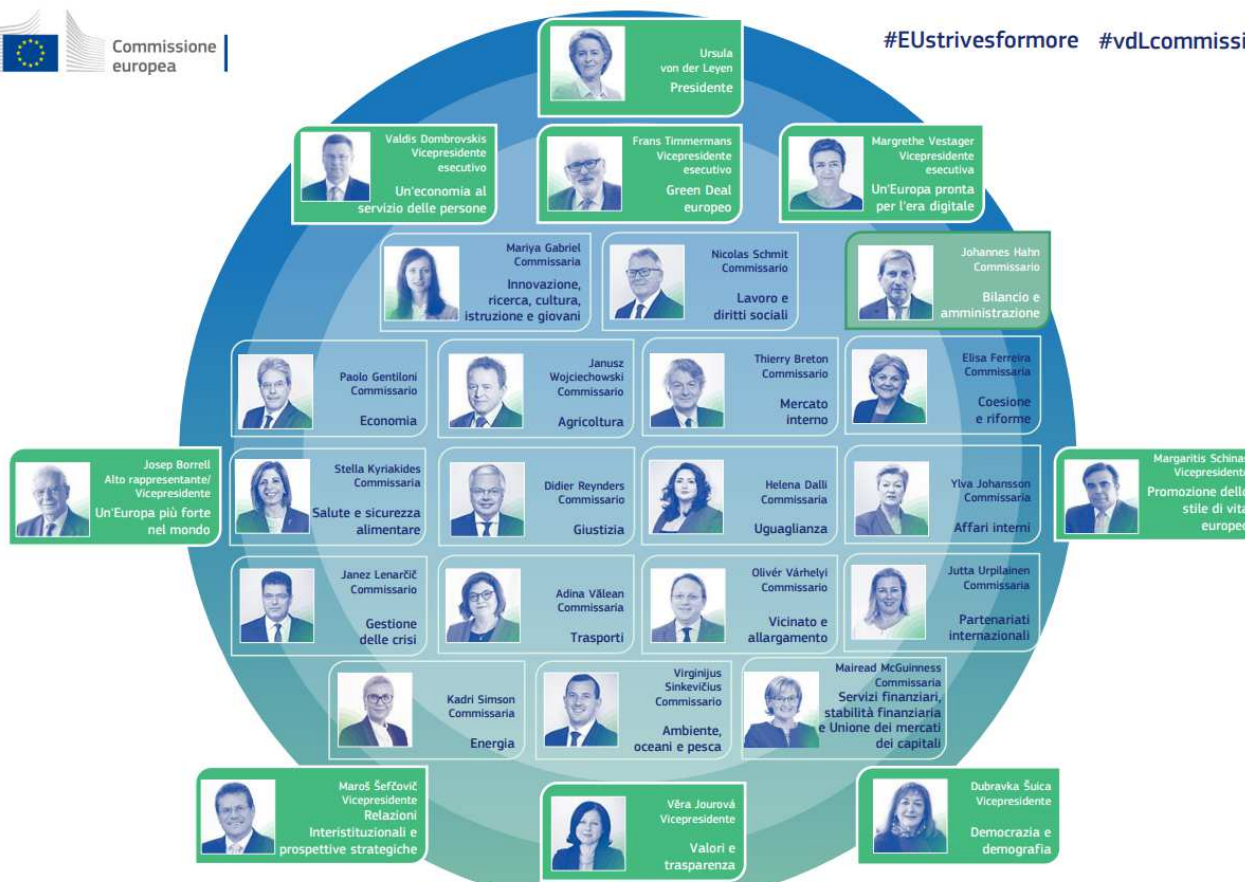 Commissione
europea
#EUstrivesformore #vdLcommissi
Ursula
von der Leyen
Presidente
Valdis Dombrovskis
Vicepresidente
esecutivo
Un'economia al
servizio delle persone
Frans Timmermans
Vicepresidente
esecutivo
Green Deal
europeo
Margrethe Vestager
Vicepresidente
esecutiva
Un'Europa pronta
per l'era digitale
Mariya Gabriel
Commissaria
Innovazione,
ricerca, cultura,
istruzione e giovani
Nicolas Schmit
Commissario
Lavoro e
diritti sociali
Johannes Hahn
Commissario
Bilancio e
amministrazione
Paolo Gentiloni
Commissario
Economia
Janusz
Wojciechowski
Commissario
Agricoltura
Thierry Breton
Commissario
Mercato
interno
Elisa Ferreira
Commissaria
Coesione
e riforme
Josep Borrell
Alto rappresentante/
Vicepresidente
Un'Europa più forte
nel mondo
Stella Kyriakides
Commissaria
Salute e sicurezza
alimentare
Didier Reynders
Commissario
Giustizia
Helena Dalli
Commissaria
Uguaglianza
Ylva Johansson
Commissaria
Affari interni
Margaritis Schinas
Vicepresidente
Promozione dello
stile di vita
europeo
Janez Lenarčič
Commissario
Gestione
delle crisi
Adina Vălean
Commissaria
Trasporti
Olivér Várhelyi
Commissario
Vicinato e
allargamento
Jutta Urpilainen
Commissaria
Partenariati
internazionali
Kadri Simson
Commissaria
Energia
Virginijus
Sinkevičius
Commissario
Ambiente,
oceani e pesca
Mairead McGuinness
Commissaria
Servizi finanziari,
stabilità finanziaria
e Unione dei mercati
dei capitali
Maroš Šefčovič
Vicepresidente
Relazioni
Interistituzionali e
prospettive strategiche
Věra Jourová
Vicepresidente
Valori e
trasparenza
Dubravka Šuica
Vicepresidente
Democrazia e
demografia